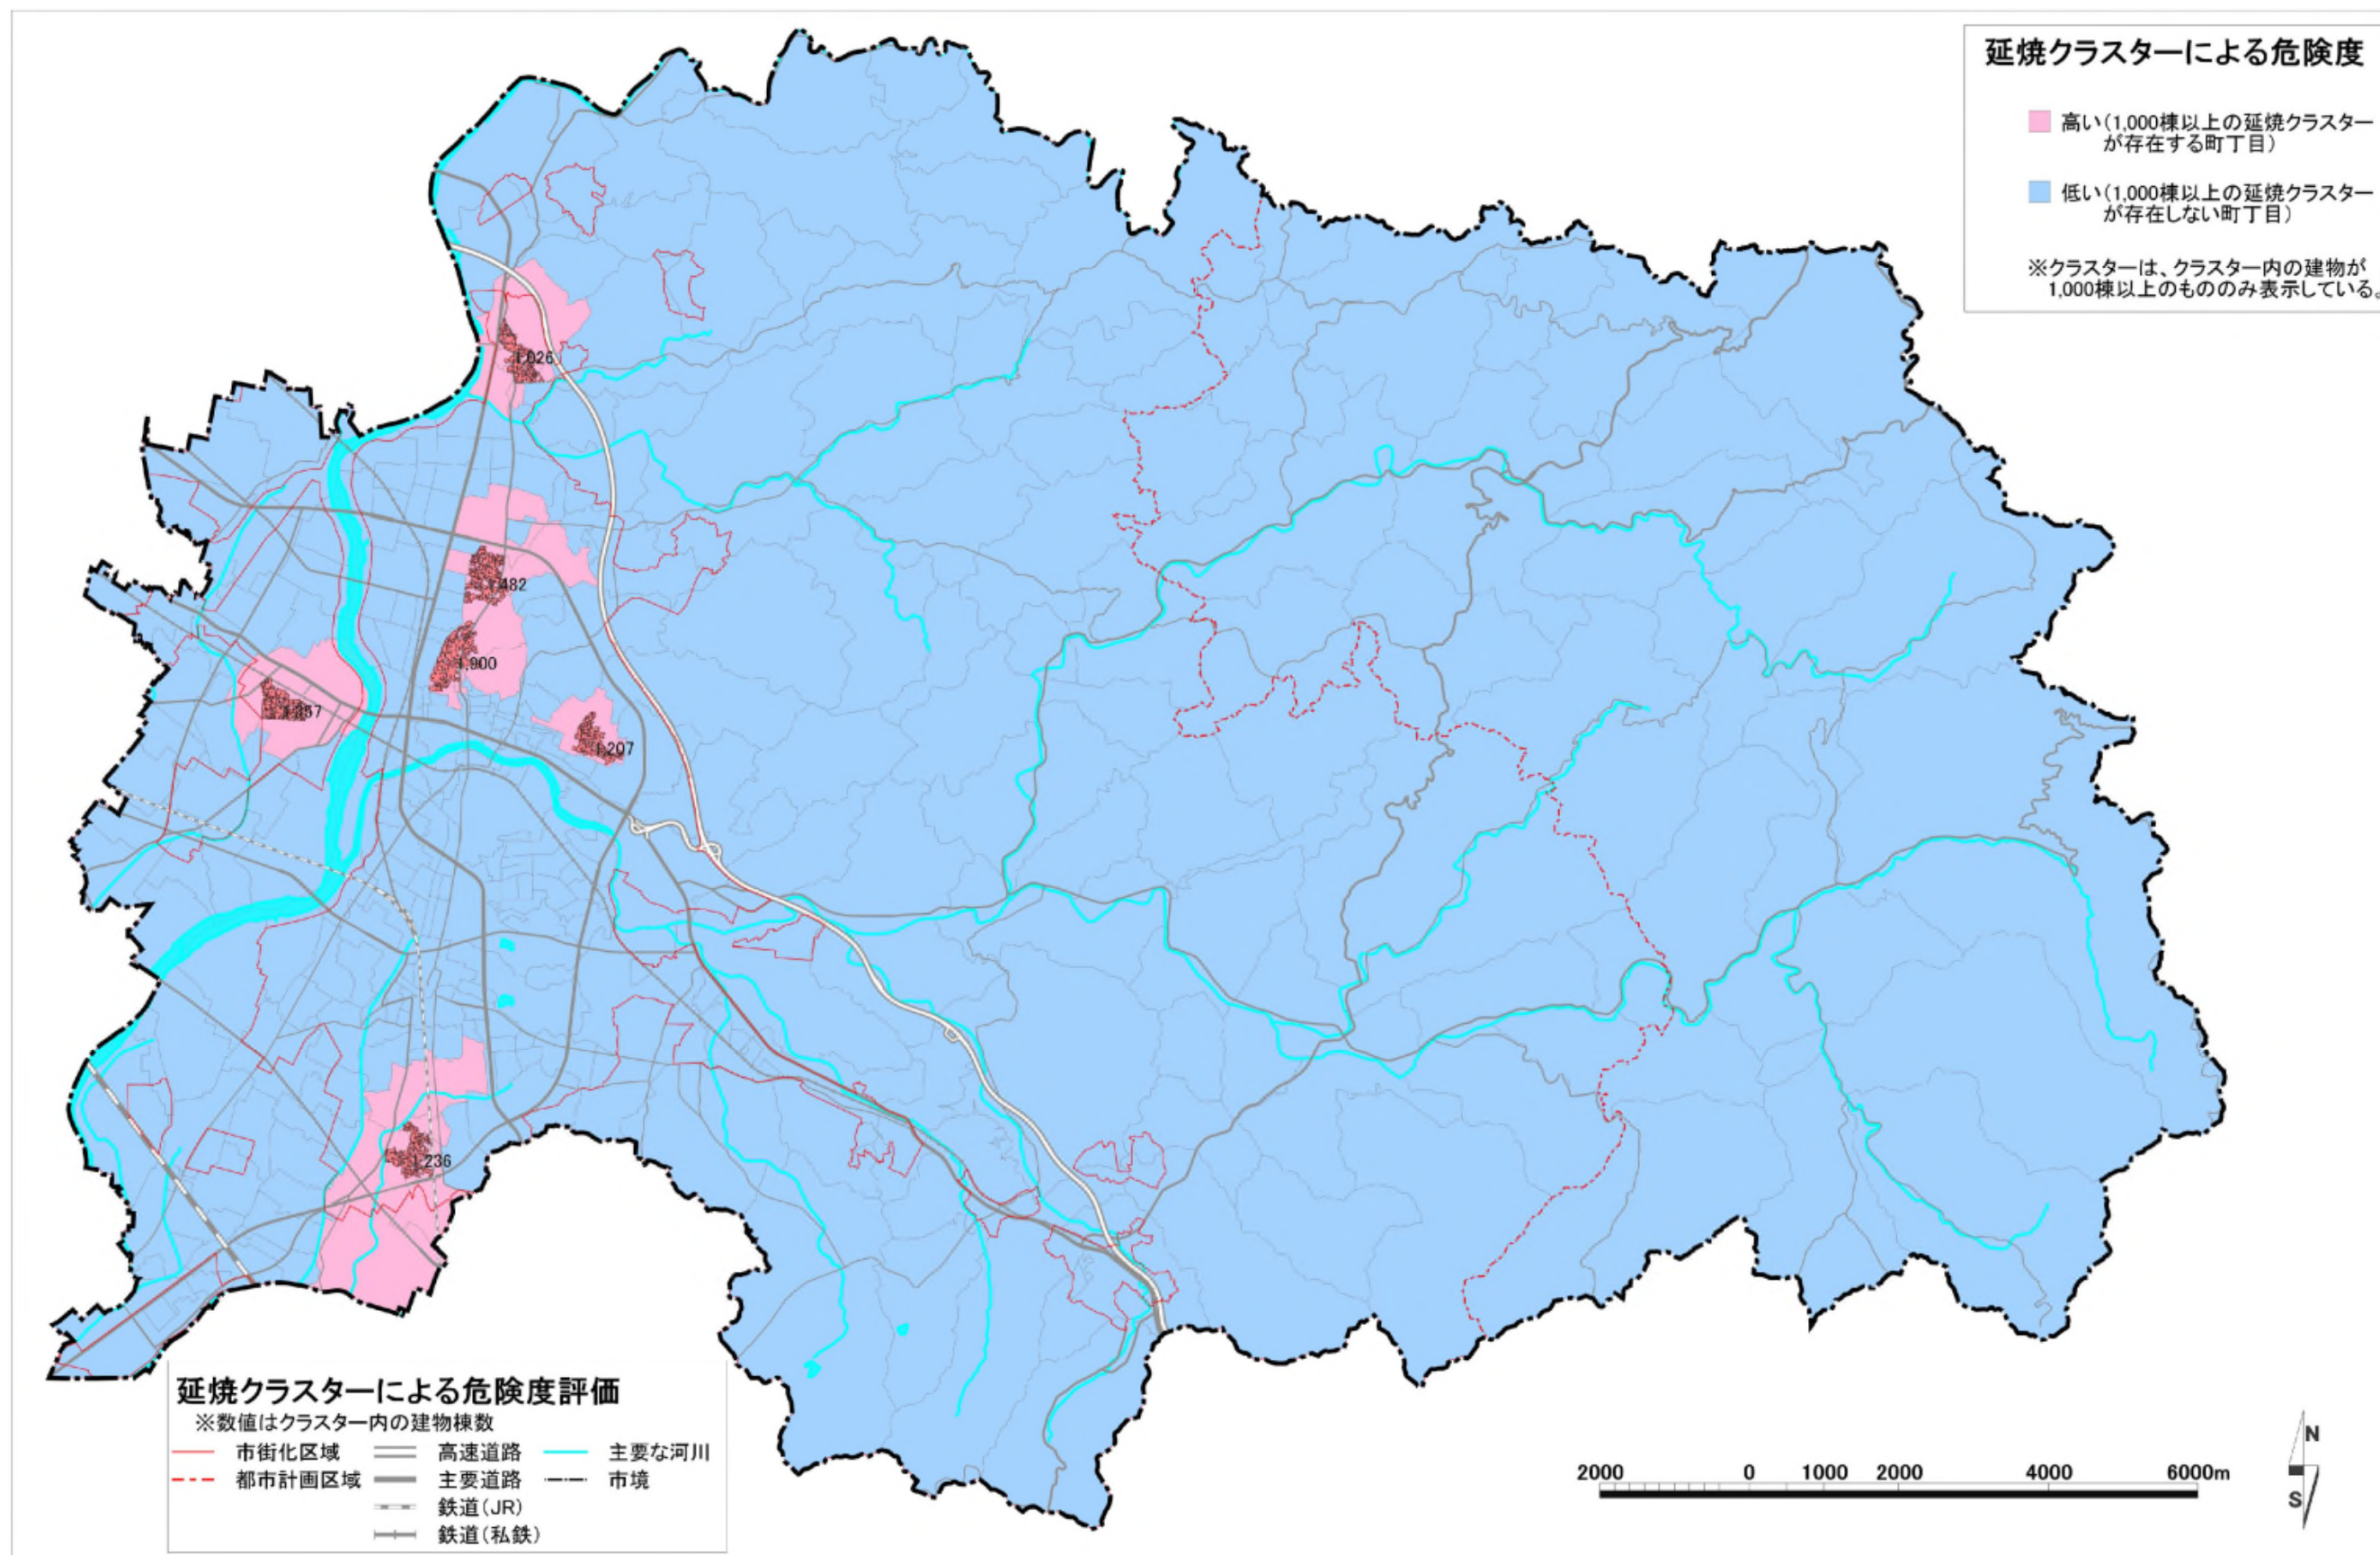 延焼クラスターによる危険度
高い（1,000棟以上の延焼クラスター
が存在する町丁目）
低い（1,000棟以上の延焼クラスター
が存在しない町丁目）
※クラスターは、クラスター内の建物が
1,000棟以上のもののみ表示している。
1,026
482
1,900
357
1,207
1,236
延焼クラスターによる危険度評価
※数値はクラスター内の建物棟数
市街化区域 高速道路 主要な河川
都市計画区域 主要道路 市境
鉄道（JR）
鉄道（私鉄）
2000 0 1000 2000 4000 6000m
N
S